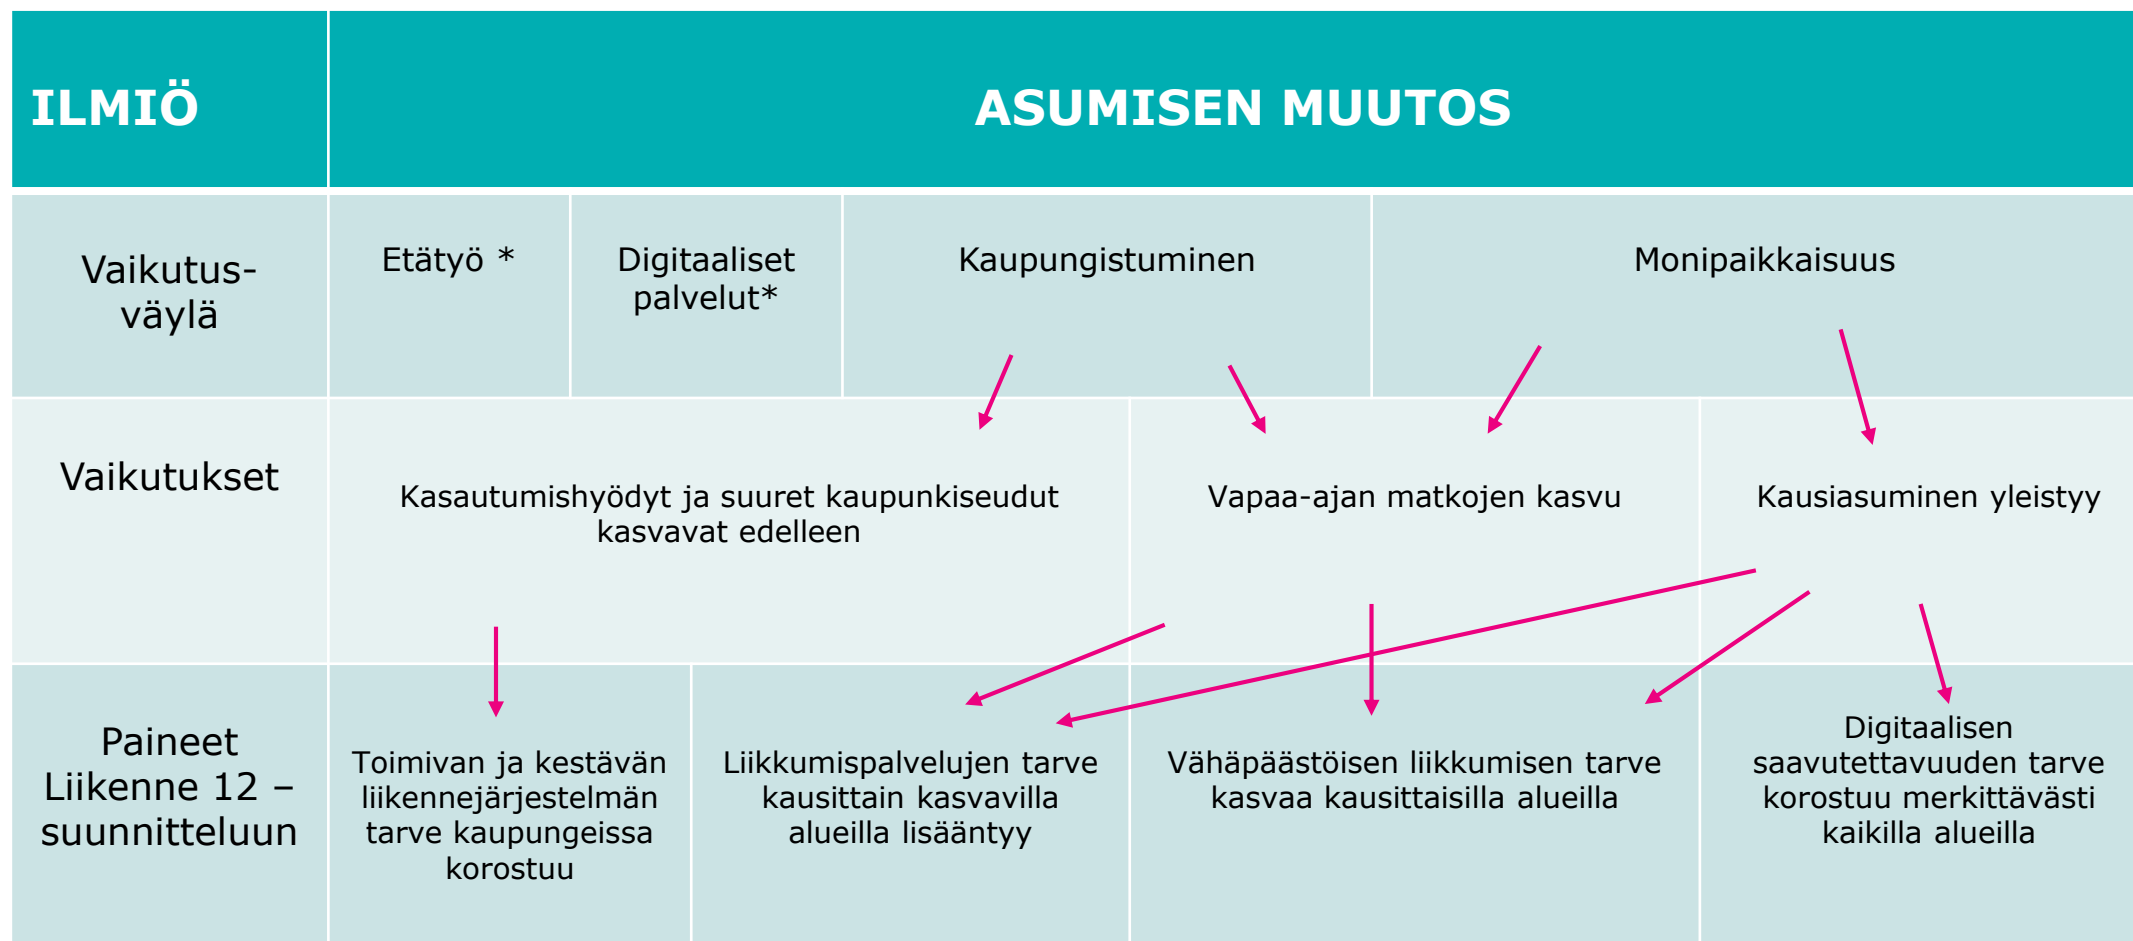 ILMIÖ
ASUMISEN MUUTOS
Vaikutus-
väylä
Etätyö *
Digitaaliset
palvelut*
Kaupungistuminen
Monipaikkaisuus
Vaikutukset
Kasautumishyödyt ja suuret kaupunkiseudut
kasvavat edelleen
Vapaa-ajan matkojen kasvu
Kausiasuminen yleistyy
Paineet
Liikenne 12 –
suunnitteluun
Toimivan ja kestävän
liikennejärjestelmän
tarve kaupungeissa
korostuu
Liikkumispalvelujen tarve
kausittain kasvavilla
alueilla lisääntyy
Vähäpäästöisen liikkumisen tarve
kasvaa kausittaisilla alueilla
Digitaalisen
saavutettavuuden tarve
korostuu merkittävästi
kaikilla alueilla